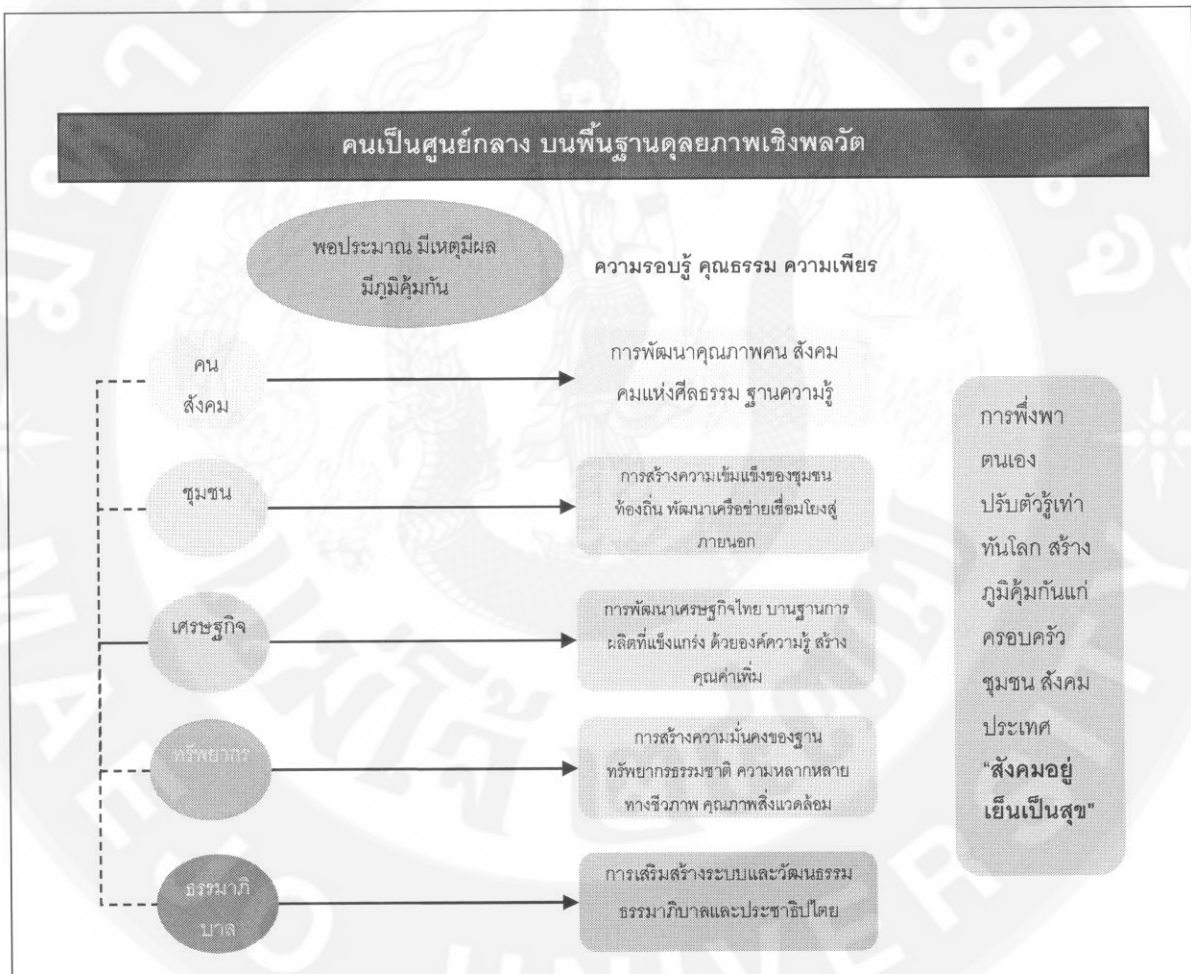 คนเป็นศูนย์กลาง บนพื้นฐานดุลยภาพเชิงพลวัต
พอประมาณ มีเหตุมีผล
มีภูมิคุ้มกัน
ความรอบรู้ คุณธรรม ความเพียร
คน
สังคม
การพัฒนาคุณภาพคน สังคม
คมแห่งศีลธรรม ฐานความรู้
ชุมชน
การสร้างความเข้มแข็งของชุมชน
ท้องถิ่น พัฒนาเครือข่ายเชื่อมโยงสู่
ภายนอก
เศรษฐกิจ
การพัฒนาเศรษฐกิจไทย บานฐานการ
ผลิตที่แข็งแกร่ง ด้วยองค์ความรู้ สร้าง
คุณค่าเพิ่ม
ทรัพยากร
การสร้างความมั่นคงของฐาน
ทรัพยากรธรรมชาติ ความหลากหลาย
ทางชีวภาพ คุณภาพสิ่งแวดล้อม
ธรรมาภิ
บาล
การเสริมสร้างระบบและวัฒนธรรม
ธรรมาภิบาลและประชาธิปไตย
การพึ่งพา
ตนเอง
ปรับตัวรู้เท่า
ทันโลก สร้าง
ภูมิคุ้มกันแก่
ครอบครัว
ชุมชน สังคม
ประเทศ
"สังคมอยู่
เย็นเป็นสุข"
MAEJO UNIVERSITY